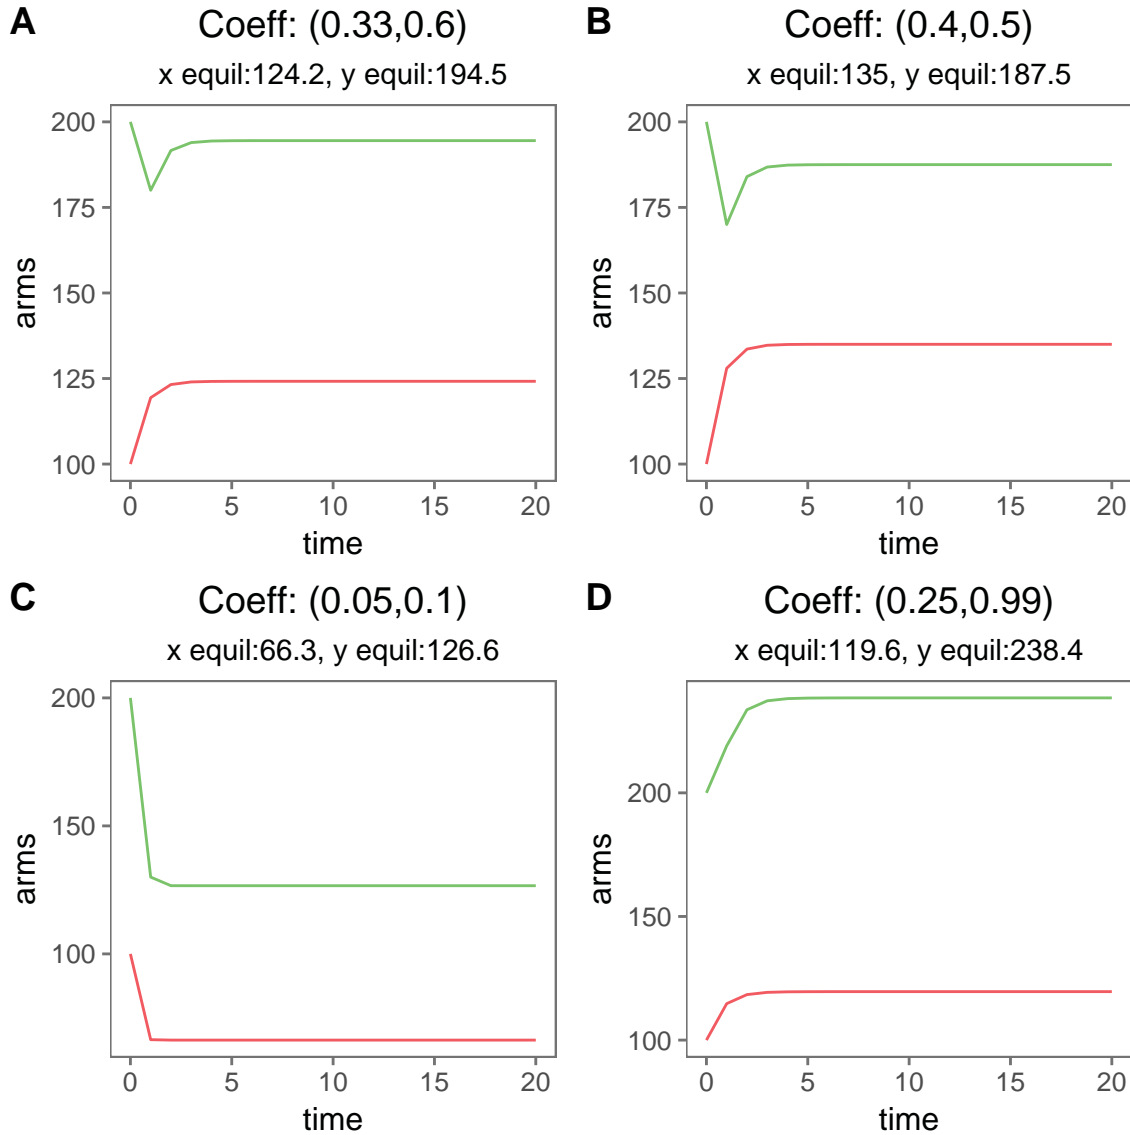 A
Coeff: (0.33,0.6)
x equil:124.2, y equil:194.5
200
175
150
125
100
arms
0 5 10 15 20
time
B
Coeff: (0.4,0.5)
x equil:135, y equil:187.5
200
175
150
125
100
arms
0 5 10 15 20
time
C
Coeff: (0.05,0.1)
x equil:66.3, y equil:126.6
200
150
100
arms
0 5 10 15 20
time
D
Coeff: (0.25,0.99)
x equil:119.6, y equil:238.4
200
150
100
arms
0 5 10 15 20
time